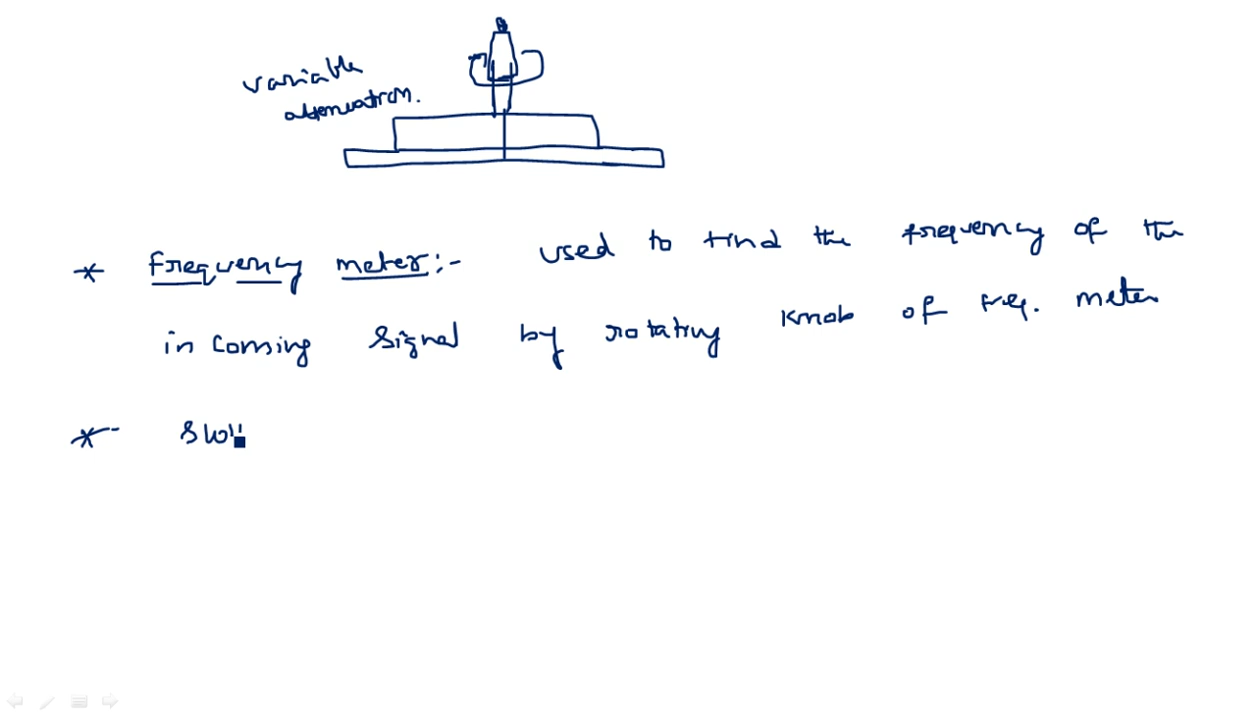 variable
attenuation.
* frequency meter:- used to find the frequency of the
in coming signal by rotating knob of freq. meter
*